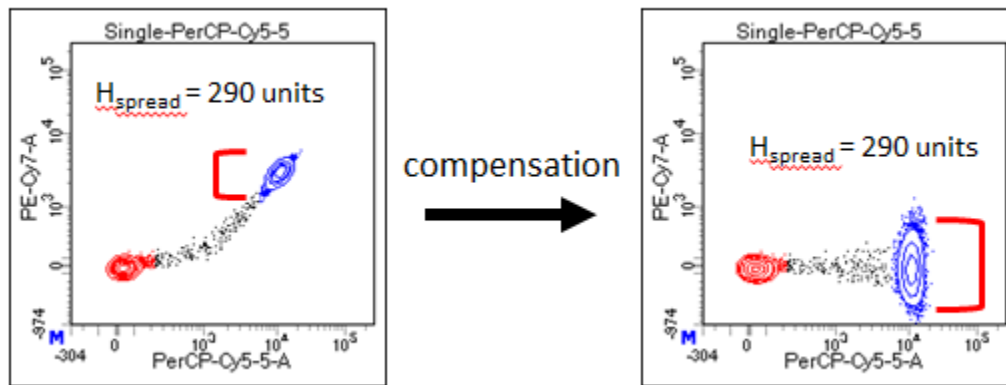 Single-PerCP-Cy5-5
H_spread = 290 units
PE-Cy7-A
10^5
10^4
10^3
0
-974
M
-304
0
10^3
10^4
10^5
PerCP-Cy5-5-A
compensation
Single-PerCP-Cy5-5
H_spread = 290 units
PE-Cy7-A
10^5
10^4
10^3
0
-974
M
-304
0
10^3
10^4
10^5
PerCP-Cy5-5-A